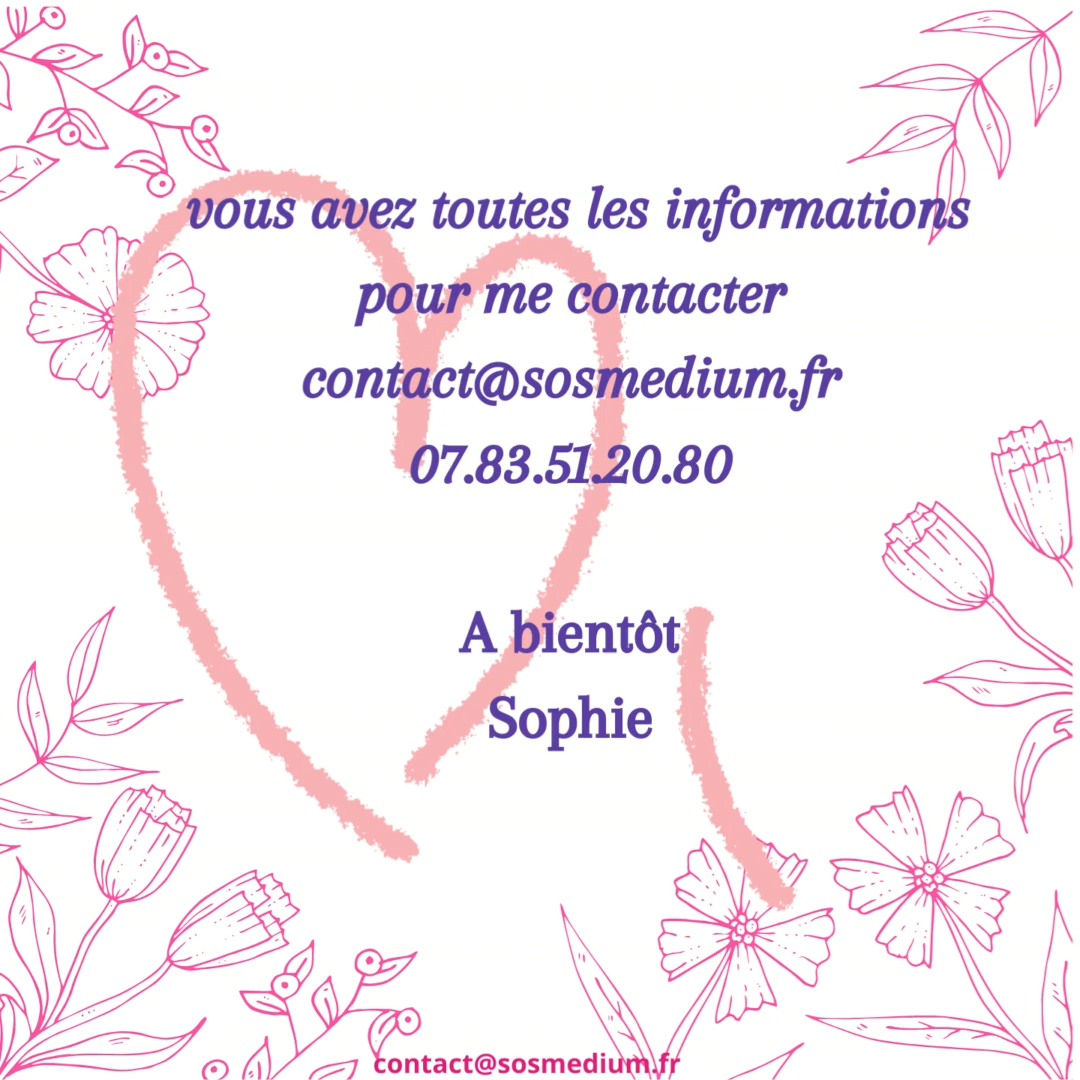 vous avez toutes les informations
pour me contacter
contact@sosmedium.fr
07.83.51.20.80
A bientôt
Sophie
contact@sosmedium.fr